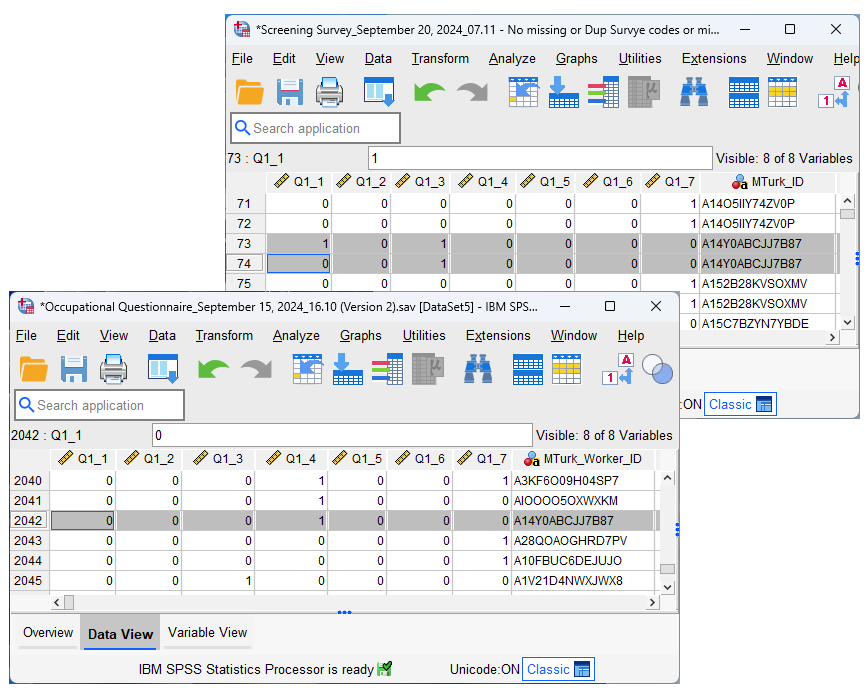 *Screening Survey_September 20, 2024_07.11 - No missing or Dup Survye codes or mi...
File Edit View Data Transform Analyze Graphs Utilities Extensions Window Help
Search application
73 : Q1_1 1 Visible: 8 of 8 Variables
Q1_1 Q1_2 Q1_3 Q1_4 Q1_5 Q1_6 Q1_7 MTurk_ID
71 0 0 0 0 0 0 1 A14O5IIY74ZV0P
72 0 0 0 0 0 0 1 A14O5IIY74ZV0P
73 1 0 1 0 0 0 0 A14Y0ABCJJ7B87
74 0 0 1 0 0 0 0 A14Y0ABCJJ7B87
75 0 0 0 0 0 0 1 A152B28KVSOXMV
1 A152B28KVSOXMV
0 A15C7BZYN7YBDE
:ON Classic
*Occupational Questionnaire_September 15, 2024_16.10 (Version 2).sav [DataSet5] - IBM SPS...
File Edit View Data Transform Analyze Graphs Utilities Extensions Window Help
Search application
2042 : Q1_1 0 Visible: 8 of 8 Variables
Q1_1 Q1_2 Q1_3 Q1_4 Q1_5 Q1_6 Q1_7 MTurk_Worker_ID
2040 0 0 0 1 0 0 1 A3KF6O09H04SP7
2041 0 0 0 1 0 0 0 AIOOOO5OXWXKM
2042 0 0 0 1 0 0 0 A14Y0ABCJJ7B87
2043 0 0 0 0 0 0 1 A28QOAOGHRD7PV
2044 0 0 0 0 0 0 1 A10FBUC6DEJUJO
2045 0 0 1 0 0 0 0 A1V21D4NWXJWX8
Overview Data View Variable View
IBM SPSS Statistics Processor is ready Unicode:ON Classic